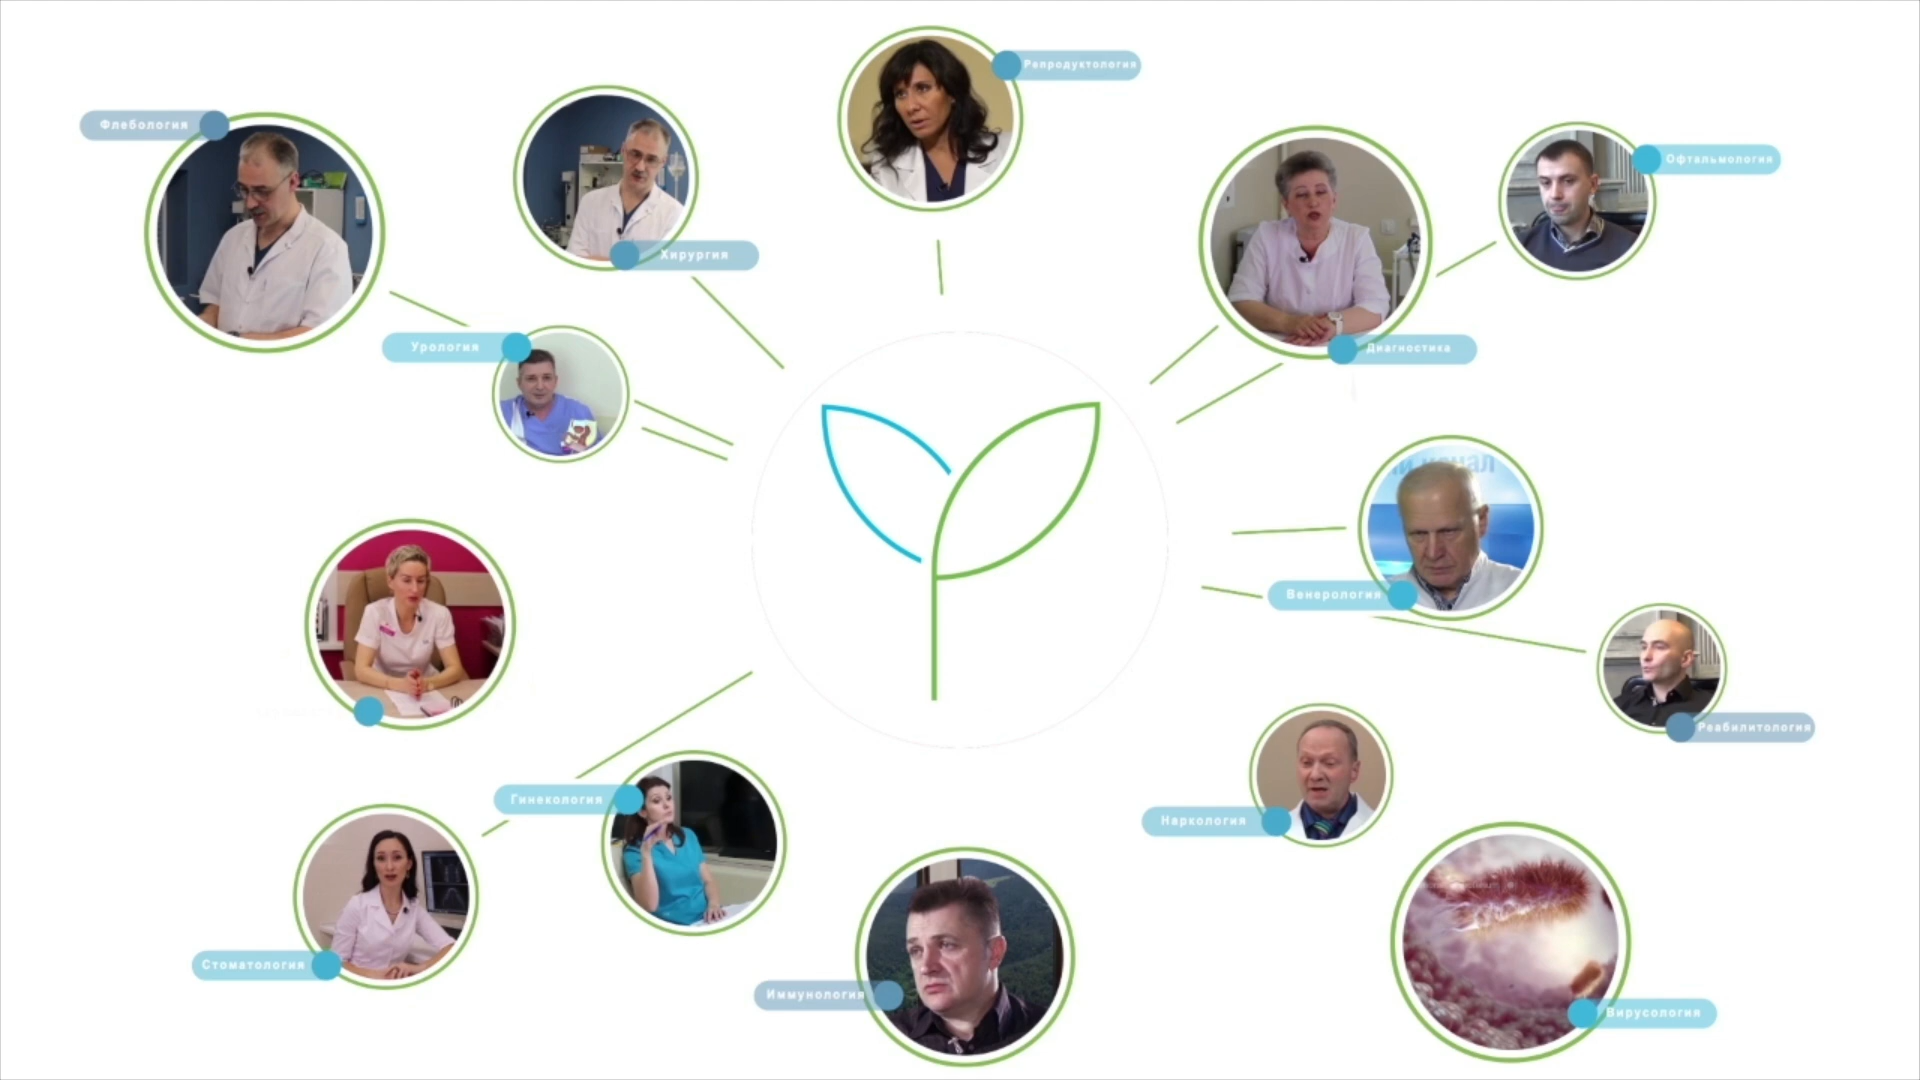 Репродуктология
Флебология
Офтальмология
Хирургия
Урология
Диагностика
Венерология
Реабилитология
Гинекология
Наркология
Стоматология
Иммунология
Вирусология